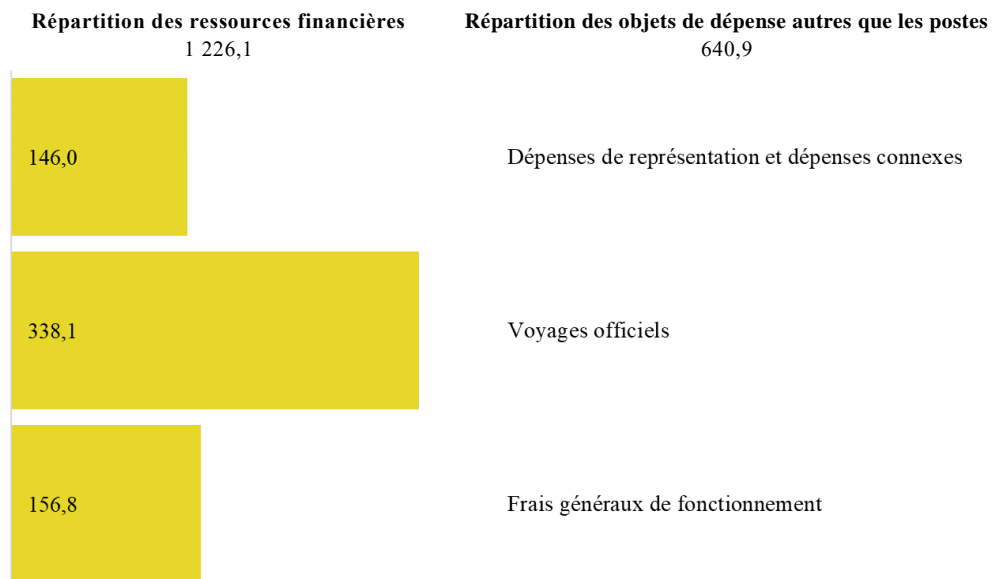 Répartition des ressources financières
1 226,1
Répartition des objets de dépense autres que les postes
640,9
146,0
Dépenses de représentation et dépenses connexes
338,1
Voyages officiels
156,8
Frais généraux de fonctionnement